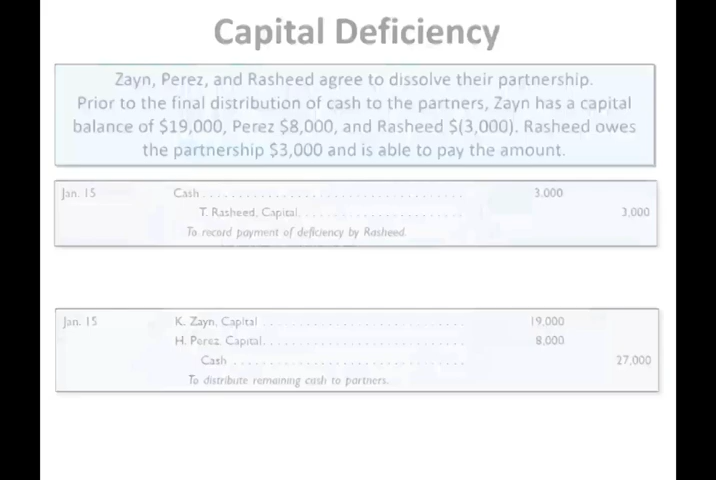 Capital Deficiency
Zayn, Perez, and Rasheed agree to dissolve their partnership.
Prior to the final distribution of cash to the partners, Zayn has a capital
balance of $19,000, Perez $8,000, and Rasheed $(3,000). Rasheed owes
the partnership $3,000 and is able to pay the amount.
Jan. 15 Cash . . . . . . . . . . . . . . . . . . . . . . . . . . . . . . . . . 3,000
T. Rasheed, Capital . . . . . . . . . . . . . . . . . . . . . 3,000
To record payment of deficiency by Rasheed.
Jan. 15 K. Zayn, Capital . . . . . . . . . . . . . . . . . . . . . . . . . 19,000
H. Perez, Capital . . . . . . . . . . . . . . . . . . . . . . . . . 8,000
Cash . . . . . . . . . . . . . . . . . . . . . . . . . . . . . 27,000
To distribute remaining cash to partners.